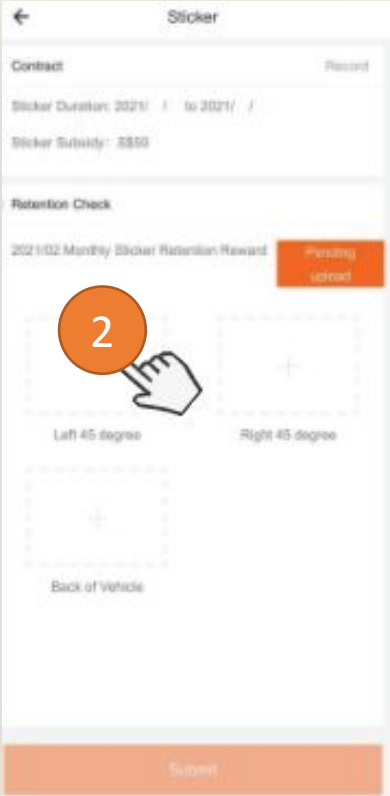 Sticker
Contract
Record
Sticker Duration: 2021/ / to 2021/ /
Sticker Subsidy: S$50
Retention Check
2021/02 Monthly Sticker Retention Reward
Pending
upload
2
Left 45 degree
Right 45 degree
Back of Vehicle
Submit